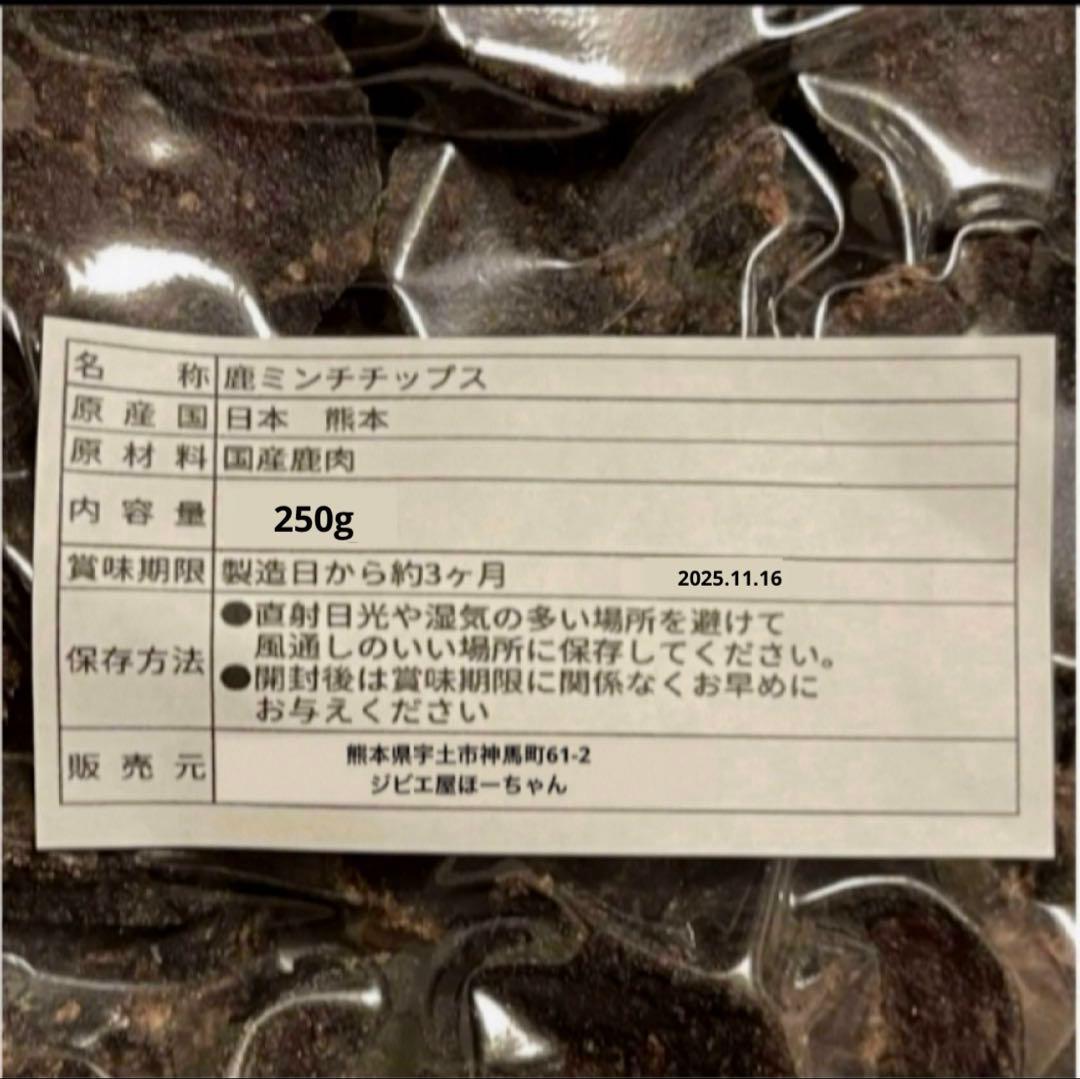 名称 鹿ミンチチップス
原産国 日本 熊本
原材料 国産鹿肉
内容量 250g
賞味期限 製造日から約3ヶ月 2025.11.16
保存方法 ●直射日光や湿気の多い場所を避けて
風通しのいい場所に保存してください。
●開封後は賞味期限に関係なくお早めに
お与えください
販売元 熊本県宇土市神馬町61-2
ジビエ屋ほーちゃん